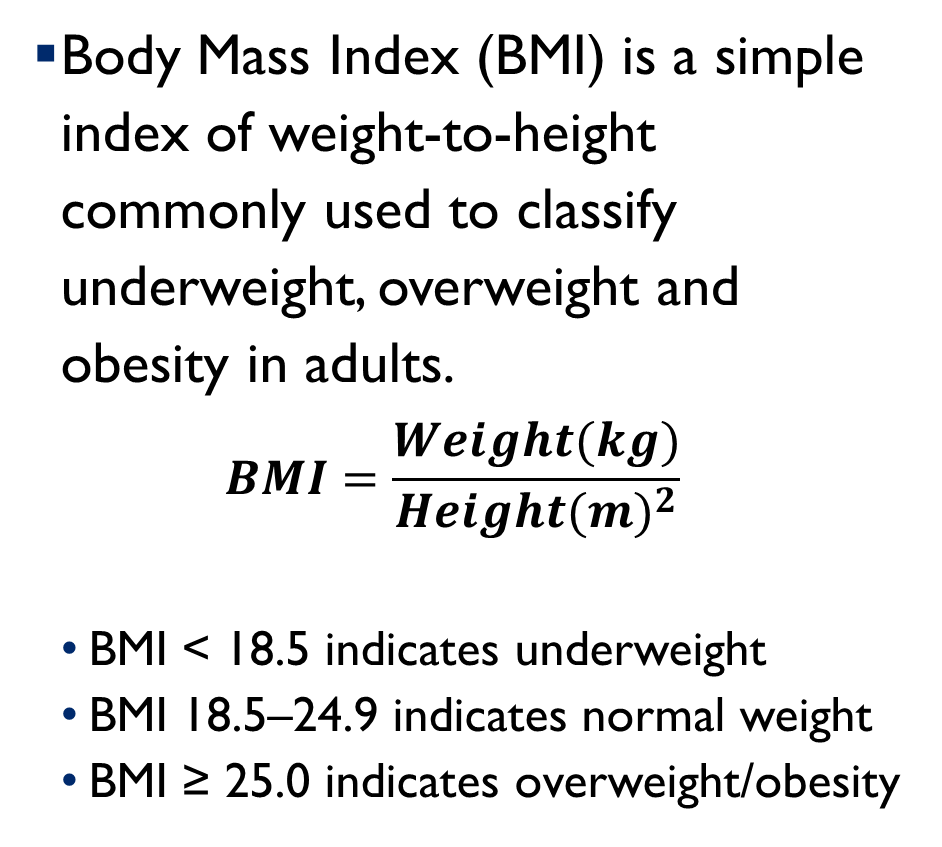 ▪Body Mass Index (BMI) is a simple
index of weight-to-height
commonly used to classify
underweight, overweight and
obesity in adults.
BMI = Weight(kg) / Height(m)²
• BMI < 18.5 indicates underweight
• BMI 18.5–24.9 indicates normal weight
• BMI ≥ 25.0 indicates overweight/obesity